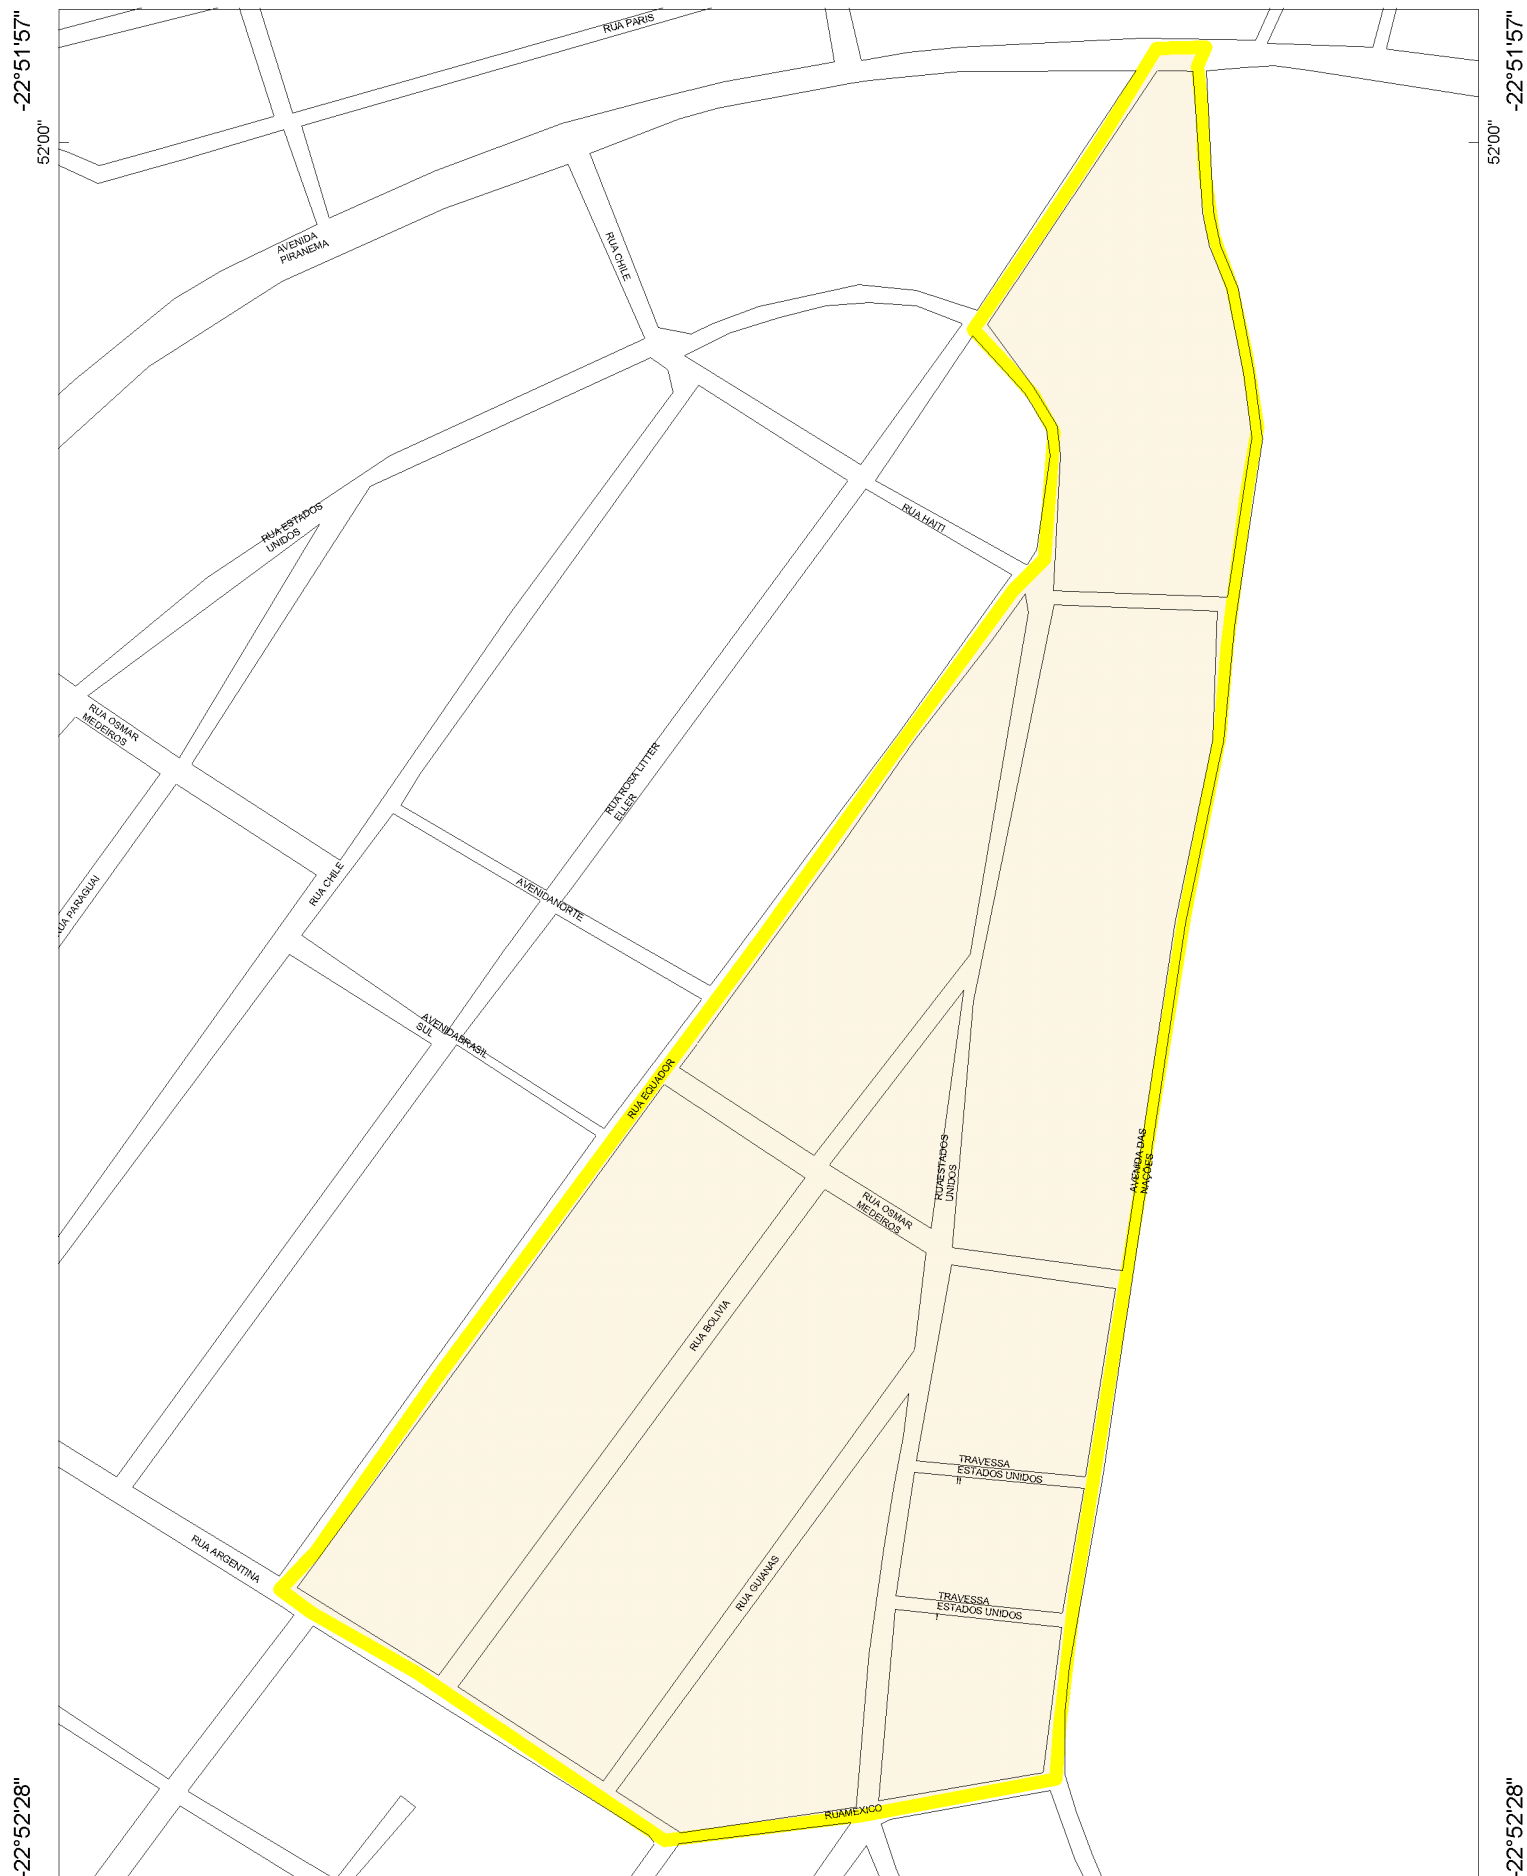 -22°51'57"
-22°51'57"
RUA PARIS
52'00"
52'00"
AVENIDA
PIRANEMA
RUA CHILE
RUA HAITI
RUA ESTADOS
UNIDOS
RUA OSMAR
MEDEIROS
RUA ROSA LITTER
ELLER
RUA CHILE
RUA PARAGUAI
AVENIDANORTE
AVENIDABRASIL
SUL
RUA EQUADOR
RUAESTADOS
UNIDOS
AVENIDA DAS
NAÇÕES
RUA OSMAR
MEDEIROS
RUA BOLIVIA
TRAVESSA
ESTADOS UNIDOS
II
RUA ARGENTINA
RUA GUIANAS
TRAVESSA
ESTADOS UNIDOS
I
RUAMEXICO
-22°52'28"
-22°52'28"